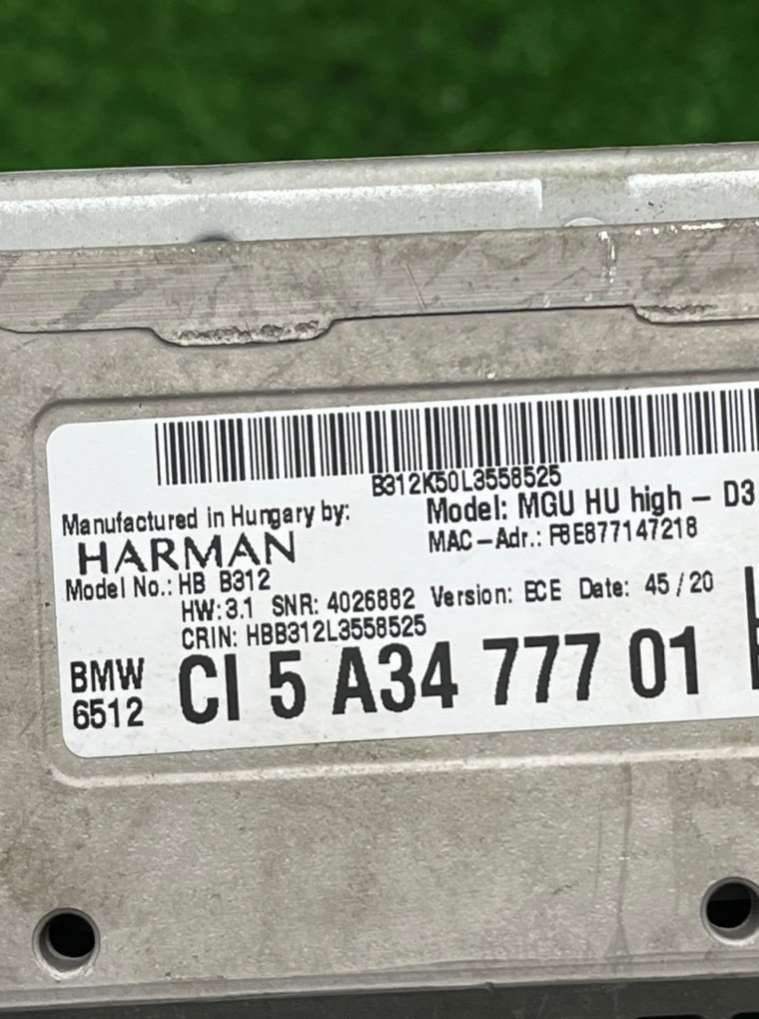 B312K50L3558525
Manufactured in Hungary by:
Model: MGU HU high – D3
HARMAN
MAC–Adr.: F8E877147218
Model No.: HB B312
HW: 3.1 SNR: 4026882 Version: ECE Date: 45/20
CRIN: HBB312L3558525
BMW
6512
CI 5 A34 777 01